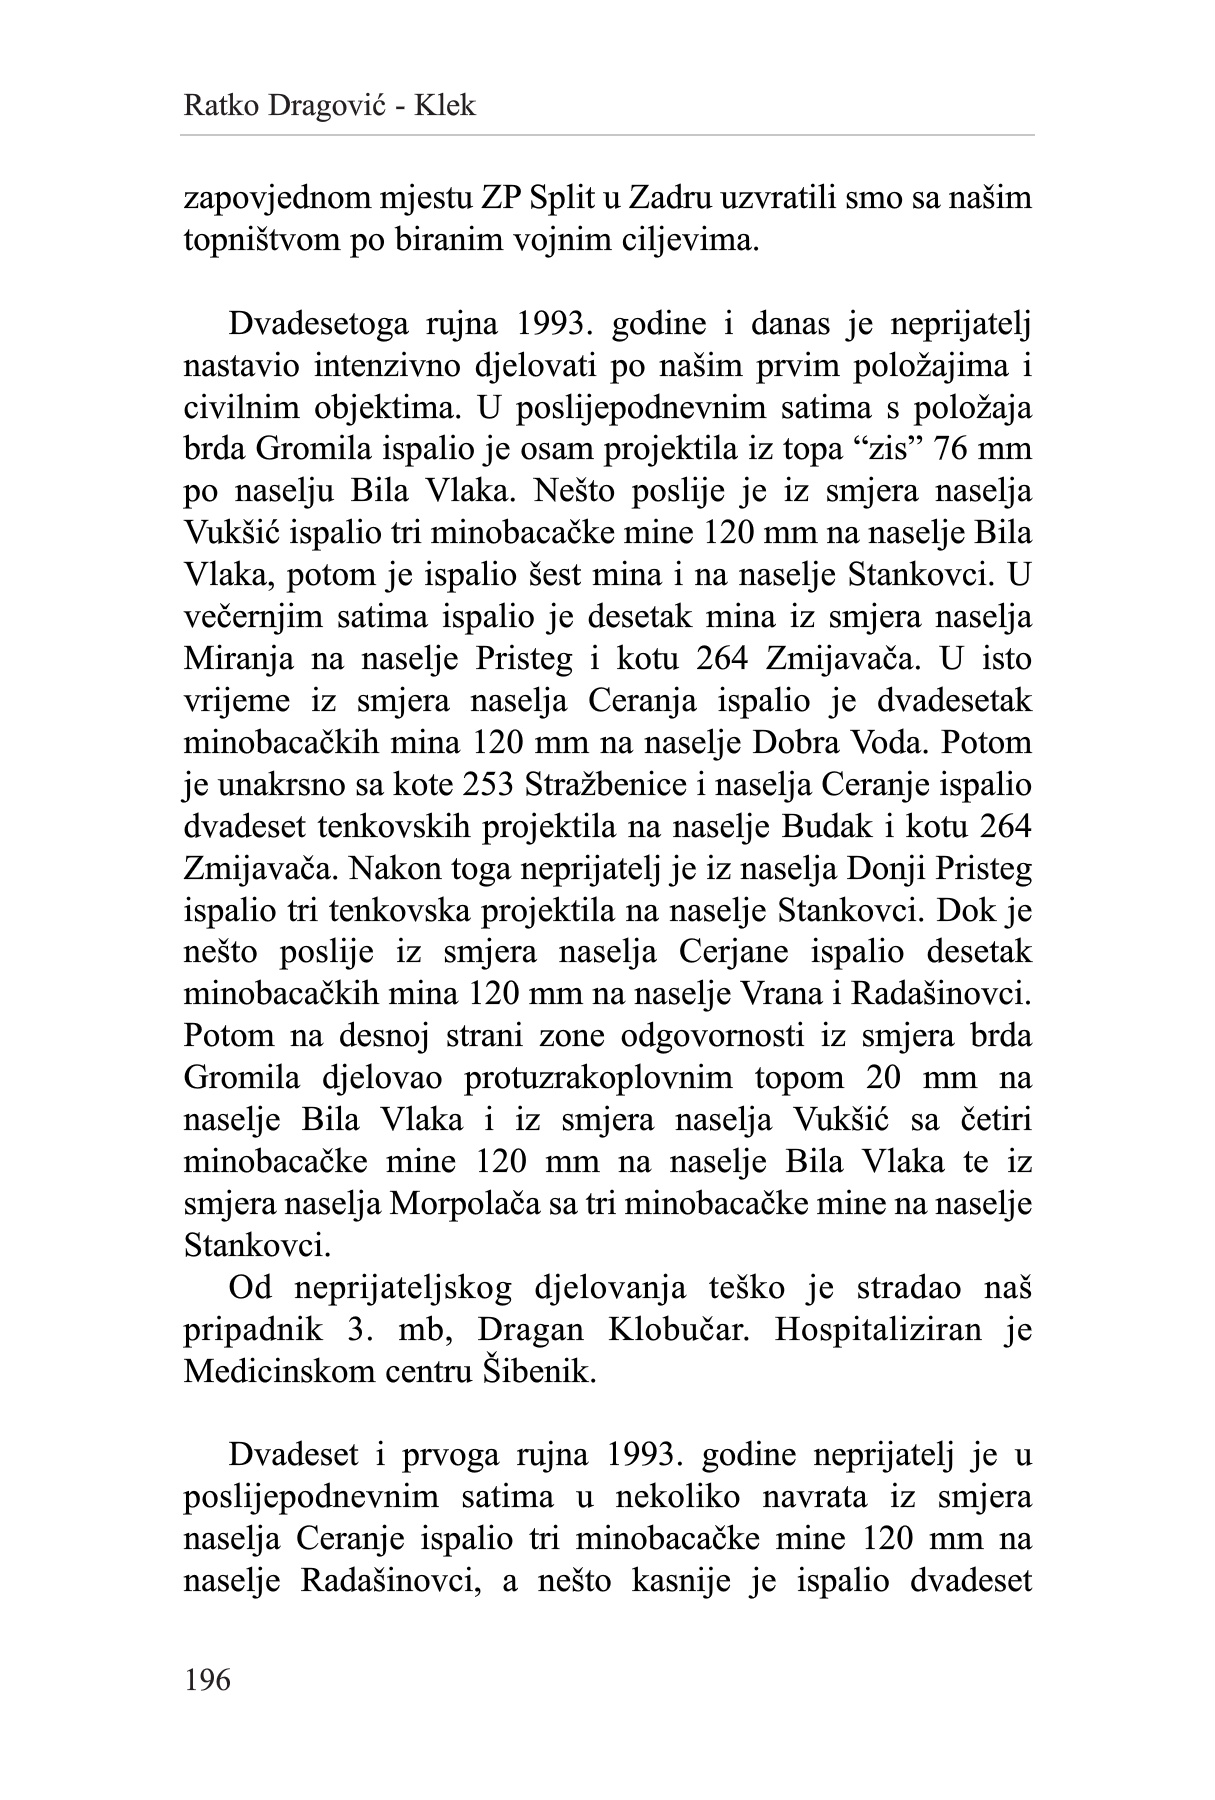 Ratko Dragović - Klek
zapovjednom mjestu ZP Split u Zadru uzvratili smo sa našim
topništvom po biranim vojnim ciljevima.
Dvadesetoga rujna 1993. godine i danas je neprijatelj
nastavio intenzivno djelovati po našim prvim položajima i
civilnim objektima. U poslijepodnevnim satima s položaja
brda Gromila ispalio je osam projektila iz topa “zis” 76 mm
po naselju Bila Vlaka. Nešto poslije je iz smjera naselja
Vukšić ispalio tri minobacačke mine 120 mm na naselje Bila
Vlaka, potom je ispalio šest mina i na naselje Stankovci. U
večernjim satima ispalio je desetak mina iz smjera naselja
Miranja na naselje Pristeg i kotu 264 Zmijavača. U isto
vrijeme iz smjera naselja Ceranja ispalio je dvadesetak
minobacačkih mina 120 mm na naselje Dobra Voda. Potom
je unakrsno sa kote 253 Stražbenice i naselja Ceranje ispalio
dvadeset tenkovskih projektila na naselje Budak i kotu 264
Zmijavača. Nakon toga neprijatelj je iz naselja Donji Pristeg
ispalio tri tenkovska projektila na naselje Stankovci. Dok je
nešto poslije iz smjera naselja Cerjane ispalio desetak
minobacačkih mina 120 mm na naselje Vrana i Radašinovci.
Potom na desnoj strani zone odgovornosti iz smjera brda
Gromila djelovao protuzrakoplovnim topom 20 mm na
naselje Bila Vlaka i iz smjera naselja Vukšić sa četiri
minobacačke mine 120 mm na naselje Bila Vlaka te iz
smjera naselja Morpolača sa tri minobacačke mine na naselje
Stankovci.
Od neprijateljskog djelovanja teško je stradao naš
pripadnik 3. mb, Dragan Klobučar. Hospitaliziran je
Medicinskom centru Šibenik.
Dvadeset i prvoga rujna 1993. godine neprijatelj je u
poslijepodnevnim satima u nekoliko navrata iz smjera
naselja Ceranje ispalio tri minobacačke mine 120 mm na
naselje Radašinovci, a nešto kasnije je ispalio dvadeset
196